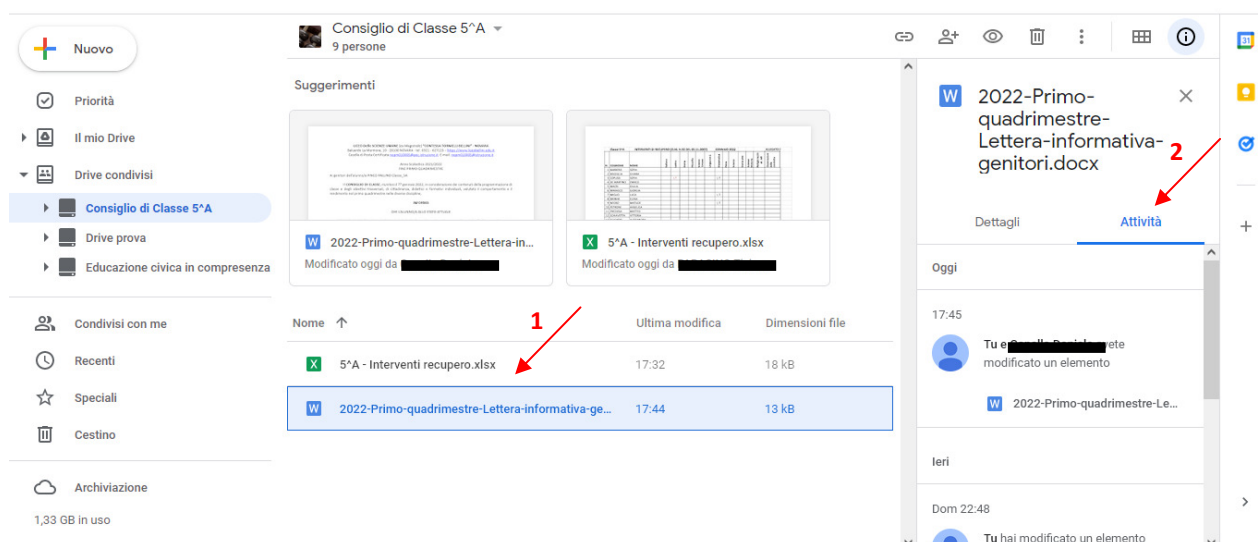 Nuovo
Priorità
Il mio Drive
Drive condivisi
Consiglio di Classe 5^A
Drive prova
Educazione civica in compresenza
Condivisi con me
Recenti
Speciali
Cestino
Archiviazione
1,33 GB in uso
Consiglio di Classe 5^A
9 persone
Suggerimenti
W 2022-Primo-quadrimestre-Lettera-in...
Modificato oggi da
X 5^A - Interventi recupero.xlsx
Modificato oggi da
1
Nome Ultima modifica Dimensioni file
X 5^A - Interventi recupero.xlsx 17:32 18 kB
W 2022-Primo-quadrimestre-Lettera-informativa-ge... 17:44 13 kB
W 2022-Primo-
quadrimestre-
Lettera-informativa-
genitori.docx
2
Dettagli Attività
Oggi
17:45
Tu e vete
modificato un elemento
W 2022-Primo-quadrimestre-Le...
Ieri
Dom 22:48
Tu hai modificato un elemento
31